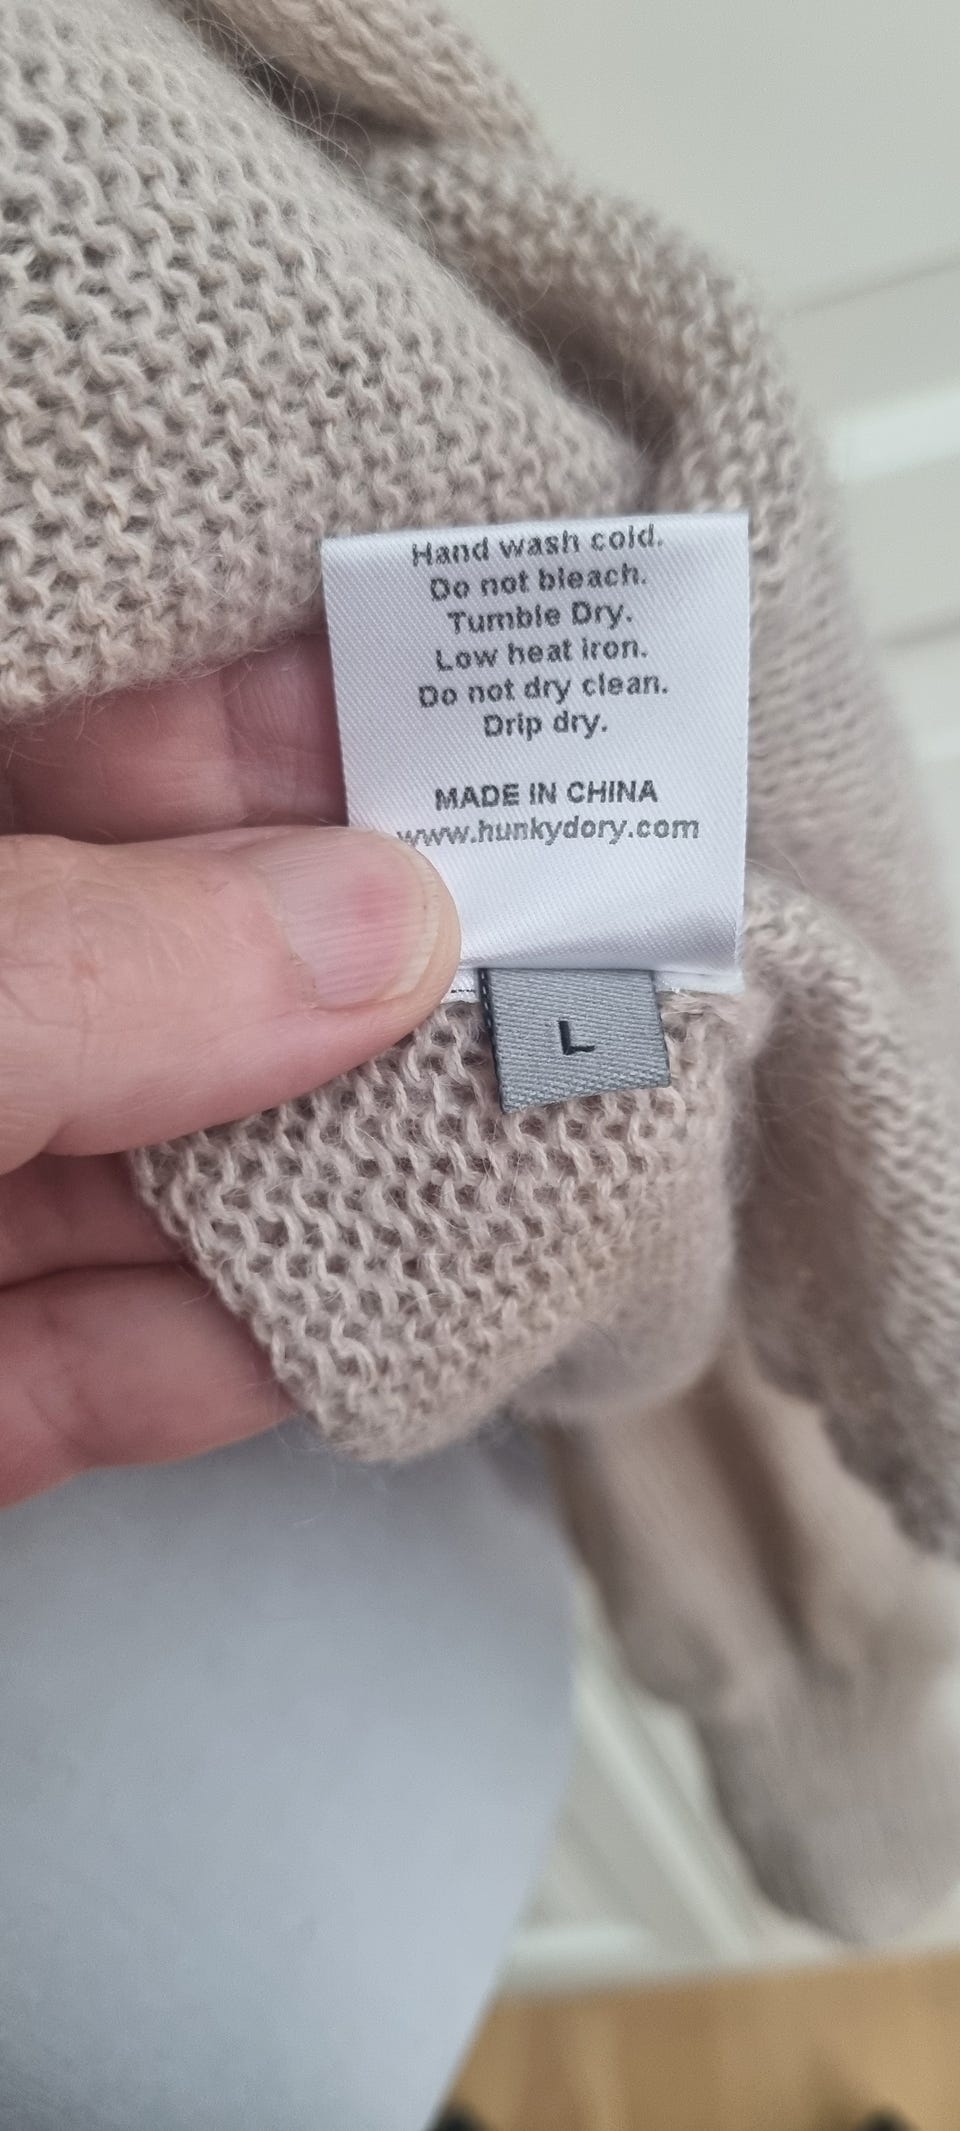 Hand wash cold.
Do not bleach.
Tumble Dry.
Low heat iron.
Do not dry clean.
Drip dry.
MADE IN CHINA
www.hunkydory.com
L